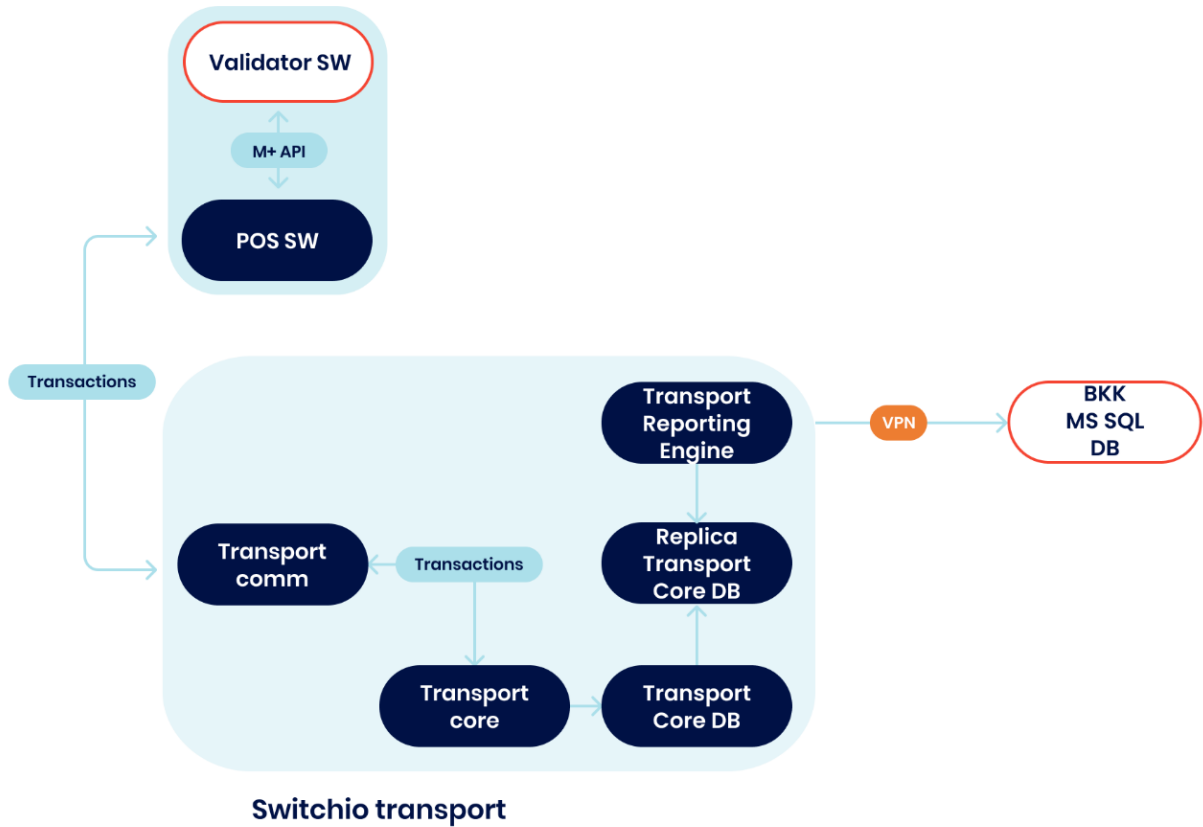 Validator SW
M+ API
POS SW
Transactions
Transport
Reporting
Engine
VPN
BKK
MS SQL
DB
Transport
comm
Transactions
Replica
Transport
Core DB
Transport
core
Transport
Core DB
Switchio transport